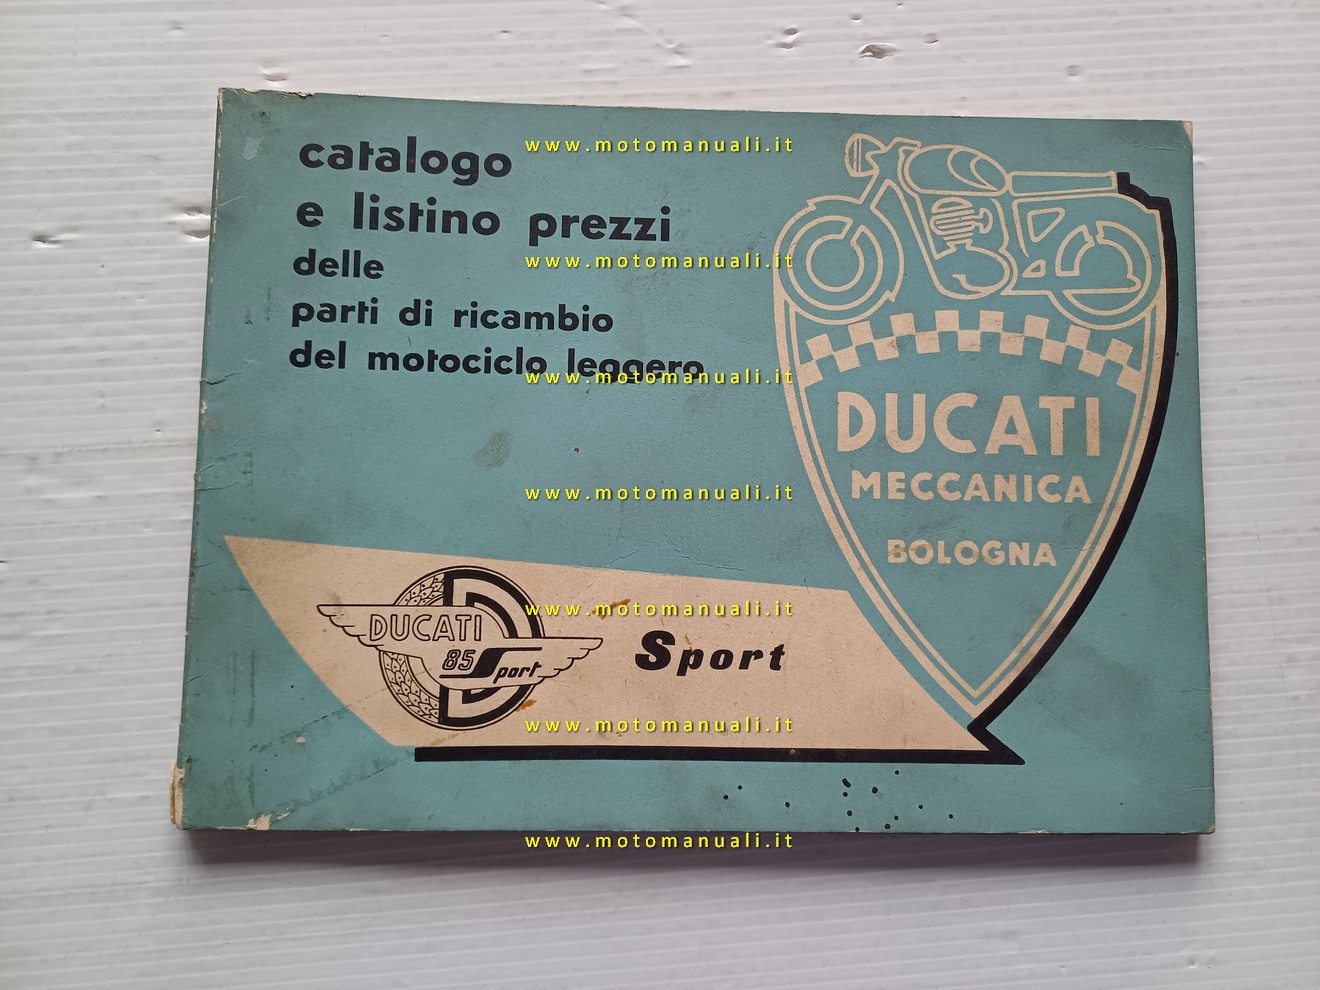 catalogo
e listino prezzi
delle
parti di ricambio
del motociclo leggero
DUCATI
MECCANICA
BOLOGNA
DUCATI
85 Sport
Sport
www.motomanuali.it
www.motomanuali.it
www.motomanuali.it
www.motomanuali.it
www.motomanuali.it
www.motomanuali.it
www.motomanuali.it